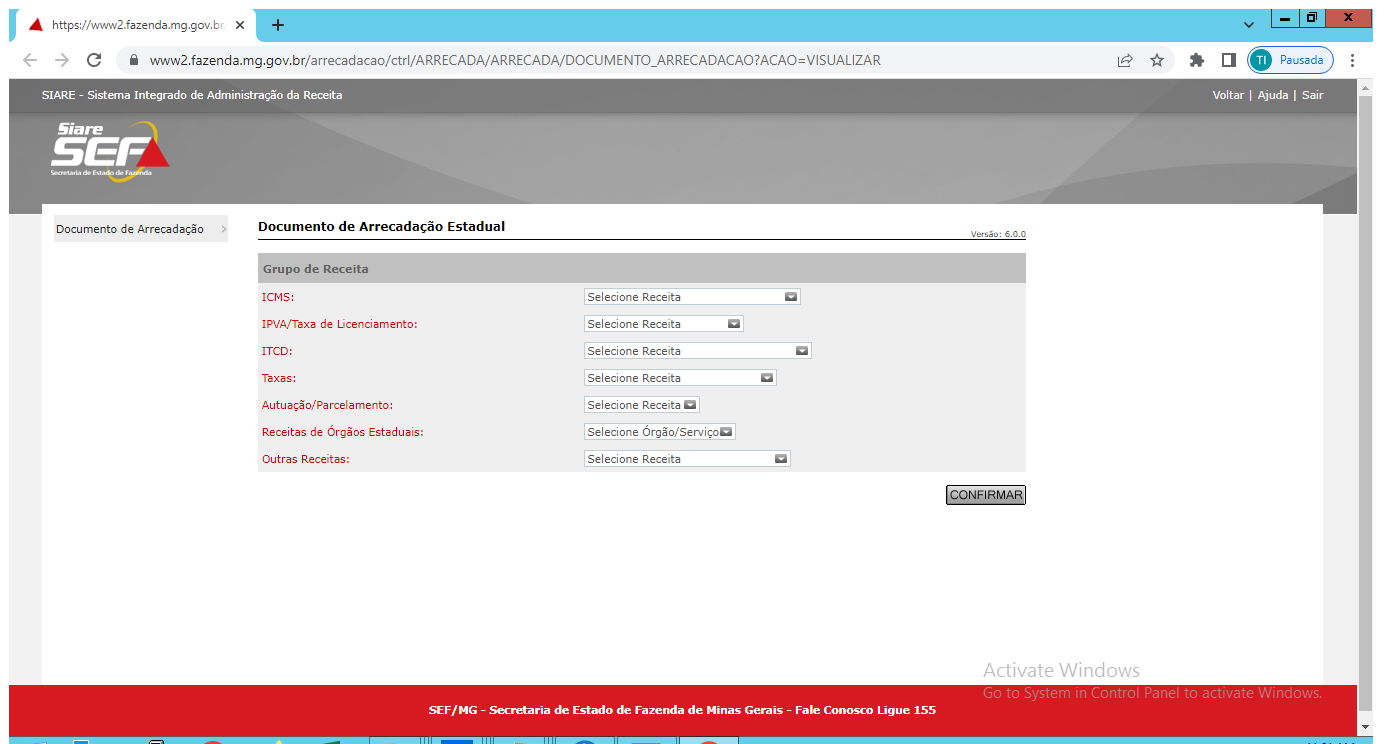 https://www2.fazenda.mg.gov.br
www2.fazenda.mg.gov.br/arrecadacao/ctrl/ARRECADA/ARRECADA/DOCUMENTO_ARRECADACAO?ACAO=VISUALIZAR
TI Pausada
SIARE - Sistema Integrado de Administração da Receita
Voltar | Ajuda | Sair
Siare
SEF
Secretaria de Estado de Fazenda
Documento de Arrecadação >
Documento de Arrecadação Estadual
Versão: 6.0.0
Grupo de Receita
ICMS: Selecione Receita
IPVA/Taxa de Licenciamento: Selecione Receita
ITCD: Selecione Receita
Taxas: Selecione Receita
Autuação/Parcelamento: Selecione Receita
Receitas de Órgãos Estaduais: Selecione Órgão/Serviço
Outras Receitas: Selecione Receita
CONFIRMAR
Activate Windows
Go to System in Control Panel to activate Windows.
SEF/MG - Secretaria de Estado de Fazenda de Minas Gerais - Fale Conosco Ligue 155